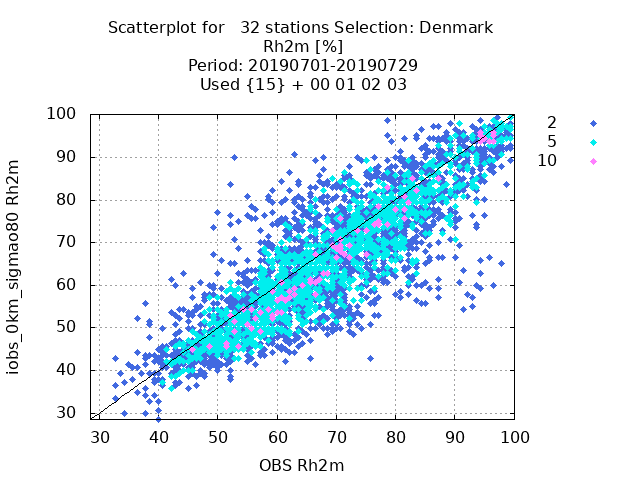 Scatterplot for   32 stations Selection: Denmark
Rh2m [%]
Period: 20190701-20190729
Used {15} + 00 01 02 03
2
5
10
100
90
80
70
60
50
40
30
iobs_0km_sigmao80 Rh2m
30 40 50 60 70 80 90 100
OBS Rh2m